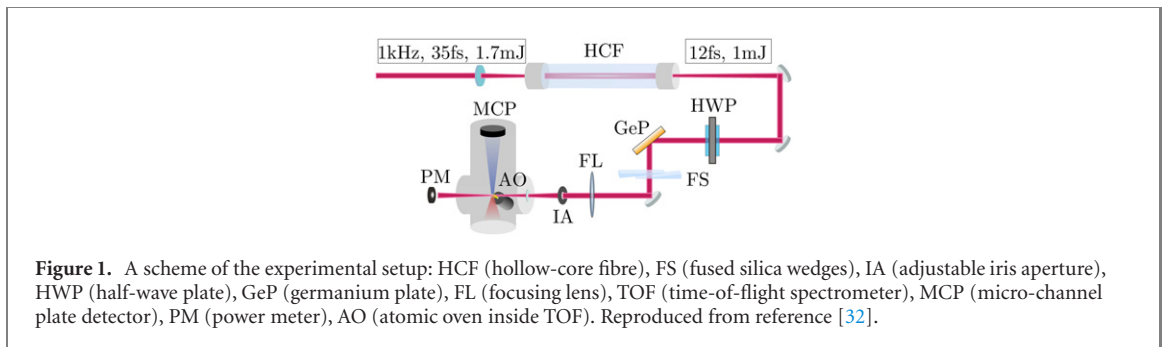 1kHz, 35fs, 1.7mJ
HCF
12fs, 1mJ
MCP
HWP
GeP
FL
PM
AO
FS
IA
Figure 1. A scheme of the experimental setup: HCF (hollow-core fibre), FS (fused silica wedges), IA (adjustable iris aperture),
HWP (half-wave plate), GeP (germanium plate), FL (focusing lens), TOF (time-of-flight spectrometer), MCP (micro-channel
plate detector), PM (power meter), AO (atomic oven inside TOF). Reproduced from reference [32].